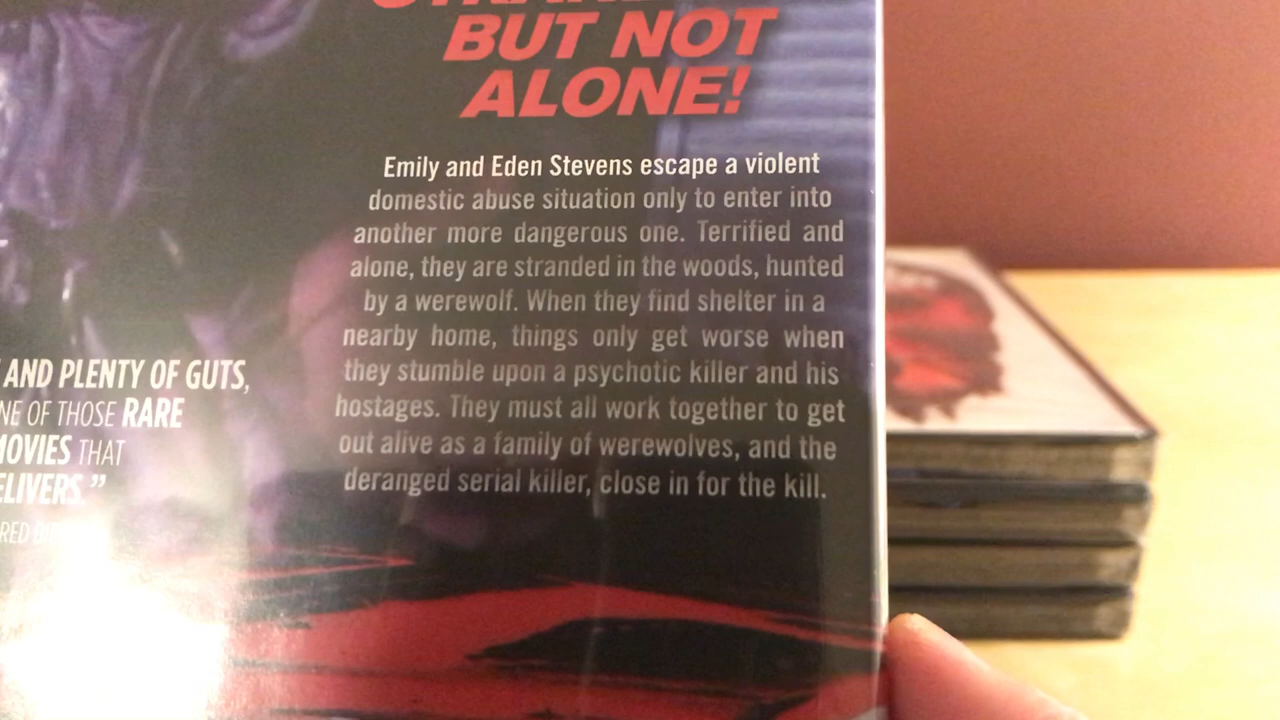 BUT NOT
ALONE!
Emily and Eden Stevens escape a violent
domestic abuse situation only to enter into
another more dangerous one. Terrified and
alone, they are stranded in the woods, hunted
by a werewolf. When they find shelter in a
nearby home, things only get worse when
they stumble upon a psychotic killer and his
hostages. They must all work together to get
out alive as a family of werewolves, and the
deranged serial killer, close in for the kill.
AND PLENTY OF GUTS,
OF THOSE RARE
THAT